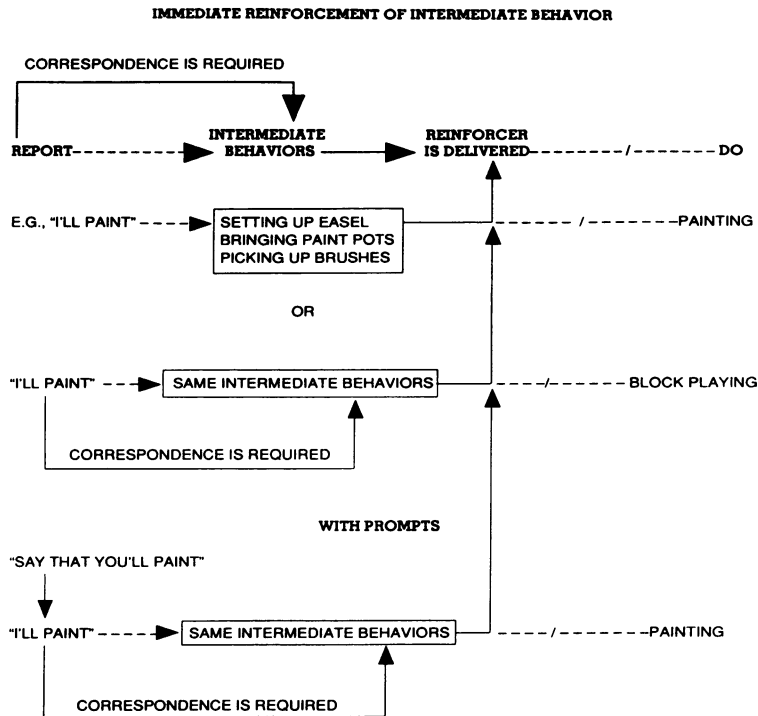 IMMEDIATE REINFORCEMENT OF INTERMEDIATE BEHAVIOR
CORRESPONDENCE IS REQUIRED
REPORT
INTERMEDIATE
BEHAVIORS
REINFORCER
IS DELIVERED
/
DO
E.G., "I'LL PAINT"
SETTING UP EASEL
BRINGING PAINT POTS
PICKING UP BRUSHES
/
PAINTING
OR
"I'LL PAINT"
SAME INTERMEDIATE BEHAVIORS
/
BLOCK PLAYING
CORRESPONDENCE IS REQUIRED
WITH PROMPTS
"SAY THAT YOU'LL PAINT"
"I'LL PAINT"
SAME INTERMEDIATE BEHAVIORS
/
PAINTING
CORRESPONDENCE IS REQUIRED